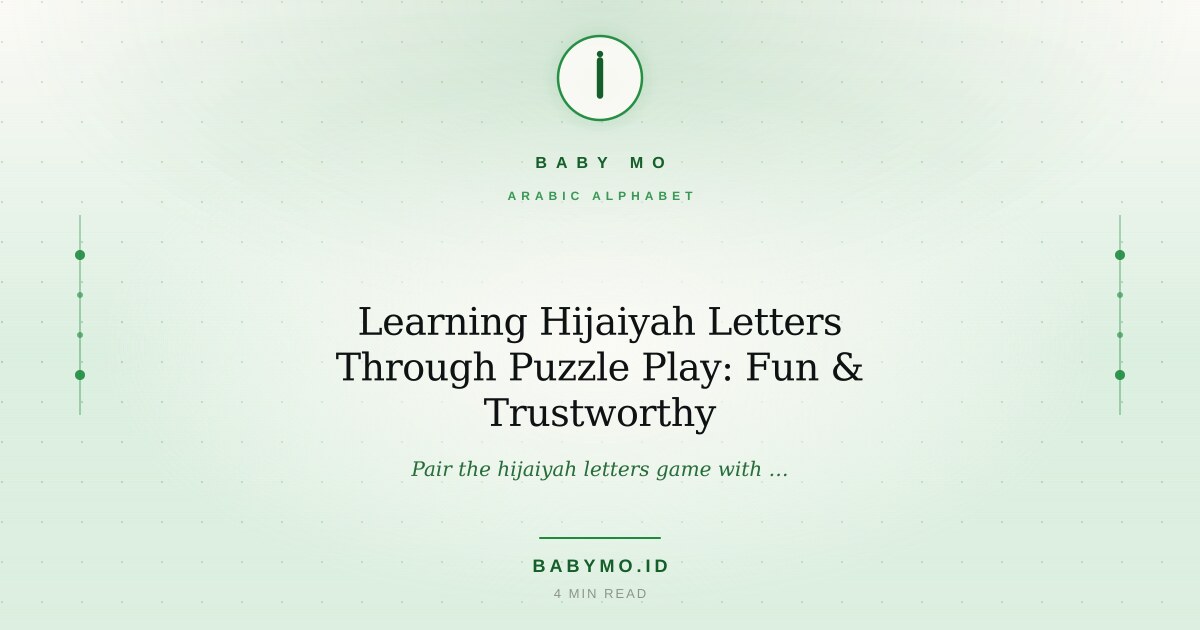 BABY MO
ARABIC ALPHABET
Learning Hijaiyah Letters
Through Puzzle Play: Fun &
Trustworthy
Pair the hijaiyah letters game with ...
BABYMO.ID
4 MIN READ